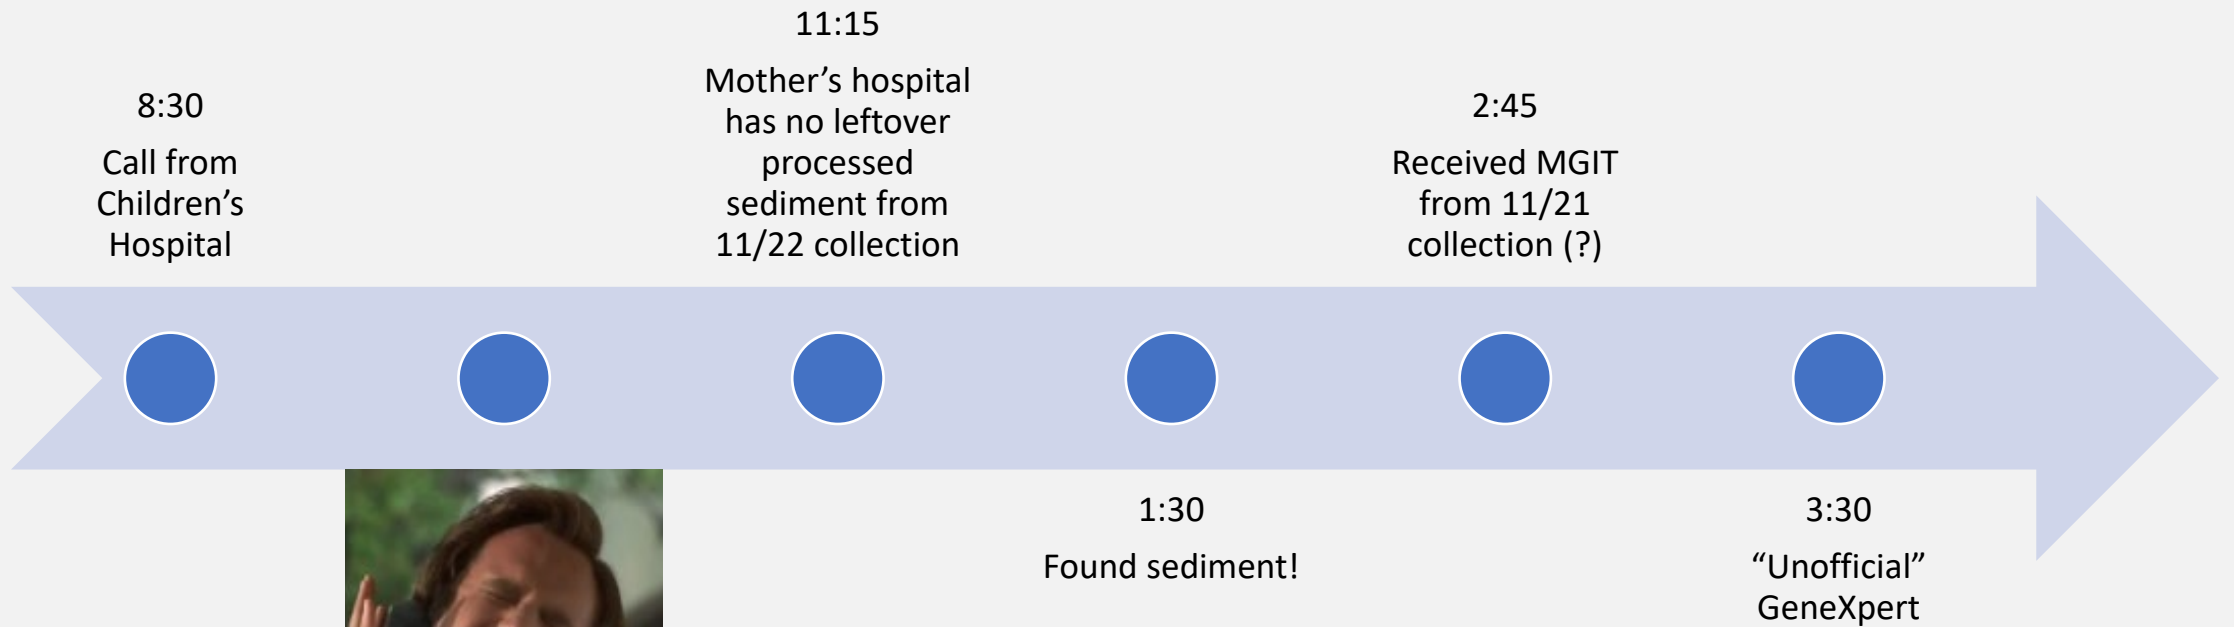 8:30
Call from
Children’s
Hospital
11:15
Mother’s hospital
has no leftover
processed
sediment from
11/22 collection
1:30
Found sediment!
2:45
Received MGIT
from 11/21
collection (?)
3:30
“Unofficial”
GeneXpert